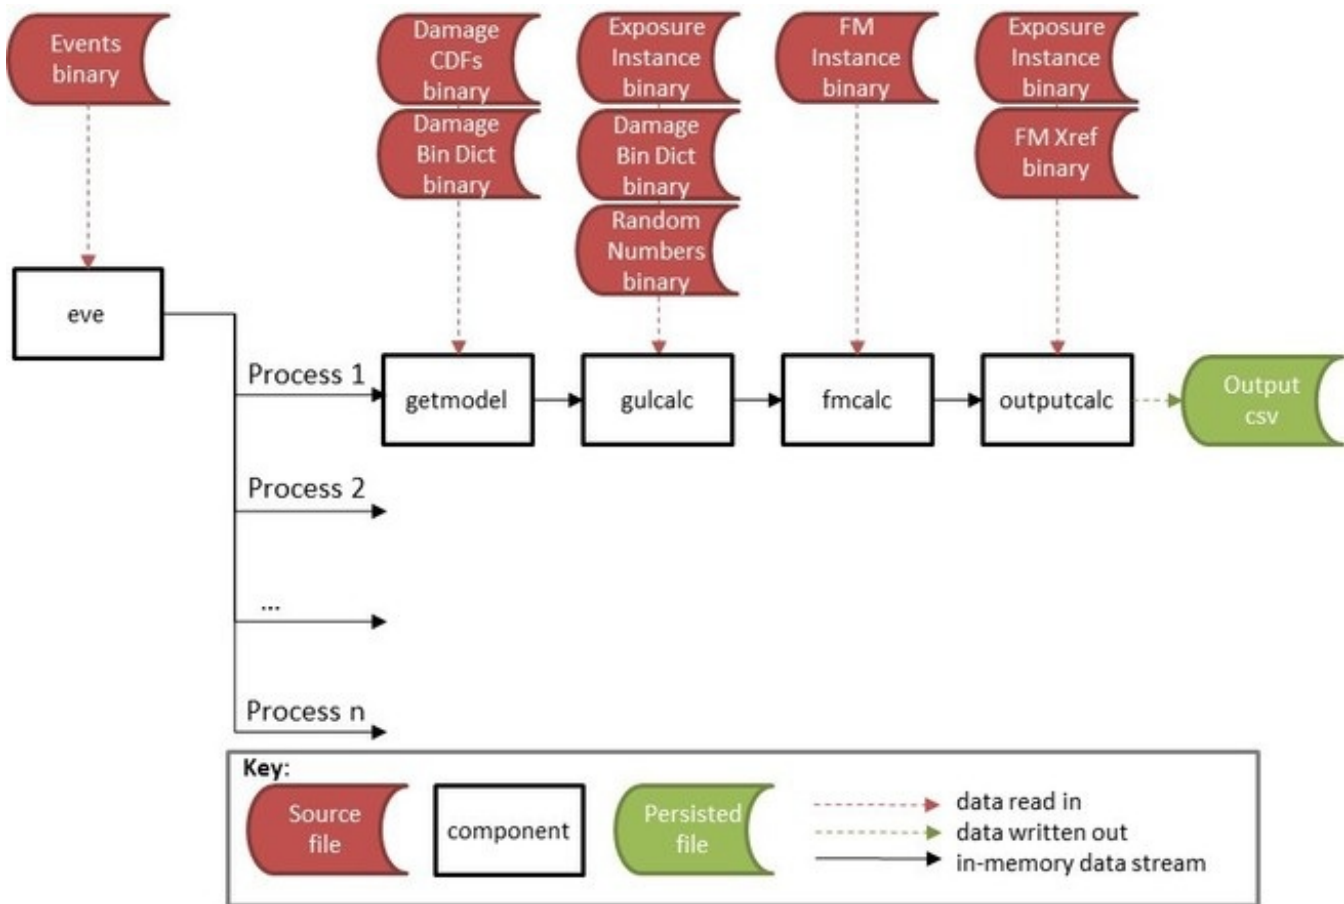 Events
binary
Damage
CDFs
binary
Damage
Bin Dict
binary
Exposure
Instance
binary
Damage
Bin Dict
binary
Random
Numbers
binary
FM
Instance
binary
Exposure
Instance
binary
FM Xref
binary
eve
Process 1
getmodel
gulcalc
fmcalc
outputcalc
Output
csv
Process 2
...
Process n
Key:
Source
file
component
Persisted
file
data read in
data written out
in-memory data stream